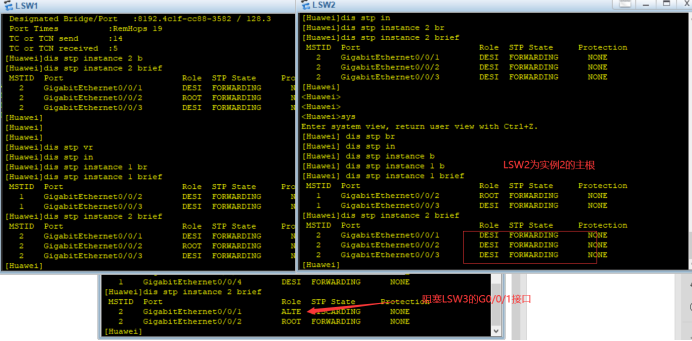 LSW1
Designated Bridge/Port :8192.4c1f-cc88-3582 / 128.3
Port Times :RemHops 19
TC or TCN send :14
TC or TCN received :5
[Huawei]dis stp instance 2 b
[Huawei]dis stp instance 2 brief
MSTID Port Role STP State Pro
2 GigabitEthernet0/0/1 DESI FORWARDING N
2 GigabitEthernet0/0/2 ROOT FORWARDING N
2 GigabitEthernet0/0/3 DESI FORWARDING N
[Huawei]
[Huawei]
[Huawei]
[Huawei]dis stp vr
[Huawei]dis stp in
[Huawei]dis stp instance 1 br
[Huawei]dis stp instance 1 brief
MSTID Port Role STP State Pro
1 GigabitEthernet0/0/2 DESI FORWARDING N
1 GigabitEthernet0/0/3 DESI FORWARDING N
[Huawei]dis stp instance 2 brief
MSTID Port Role STP State Pro
2 GigabitEthernet0/0/1 DESI FORWARDING N
2 GigabitEthernet0/0/2 ROOT FORWARDING N
2 GigabitEthernet0/0/3 DESI FORWARDING N
[Huawei]
LSW2
[Huawei]dis stp in
[Huawei]dis stp instance 2 br
[Huawei]dis stp instance 2 brief
MSTID Port Role STP State Protection
2 GigabitEthernet0/0/1 DESI FORWARDING NONE
2 GigabitEthernet0/0/2 DESI FORWARDING NONE
2 GigabitEthernet0/0/3 DESI FORWARDING NONE
[Huawei]
<Huawei>
<Huawei>
<Huawei>sys
Enter system view, return user view with Ctrl+Z.
[Huawei] dis stp br
[Huawei] dis stp in
[Huawei] dis stp instance b
[Huawei] dis stp instance 1 b
[Huawei] dis stp instance 1 brief
LSW2为实例2的主根
MSTID Port Role STP State Protection
1 GigabitEthernet0/0/2 ROOT FORWARDING NONE
1 GigabitEthernet0/0/3 DESI FORWARDING NONE
[Huawei]dis stp instance 2 brief
MSTID Port Role STP State Protection
2 GigabitEthernet0/0/1 DESI FORWARDING NONE
2 GigabitEthernet0/0/2 DESI FORWARDING NONE
2 GigabitEthernet0/0/3 DESI FORWARDING NONE
[Huawei]
1 GigabitEthernet0/0/4 DESI FORWARDING NONE
[Huawei]dis stp instance 2 brief
MSTID Port Role STP State Protection
阻塞LSW3的G0/0/1接口
2 GigabitEthernet0/0/1 ALTE DISCARDING NONE
2 GigabitEthernet0/0/2 ROOT FORWARDING NONE
[Huawei]